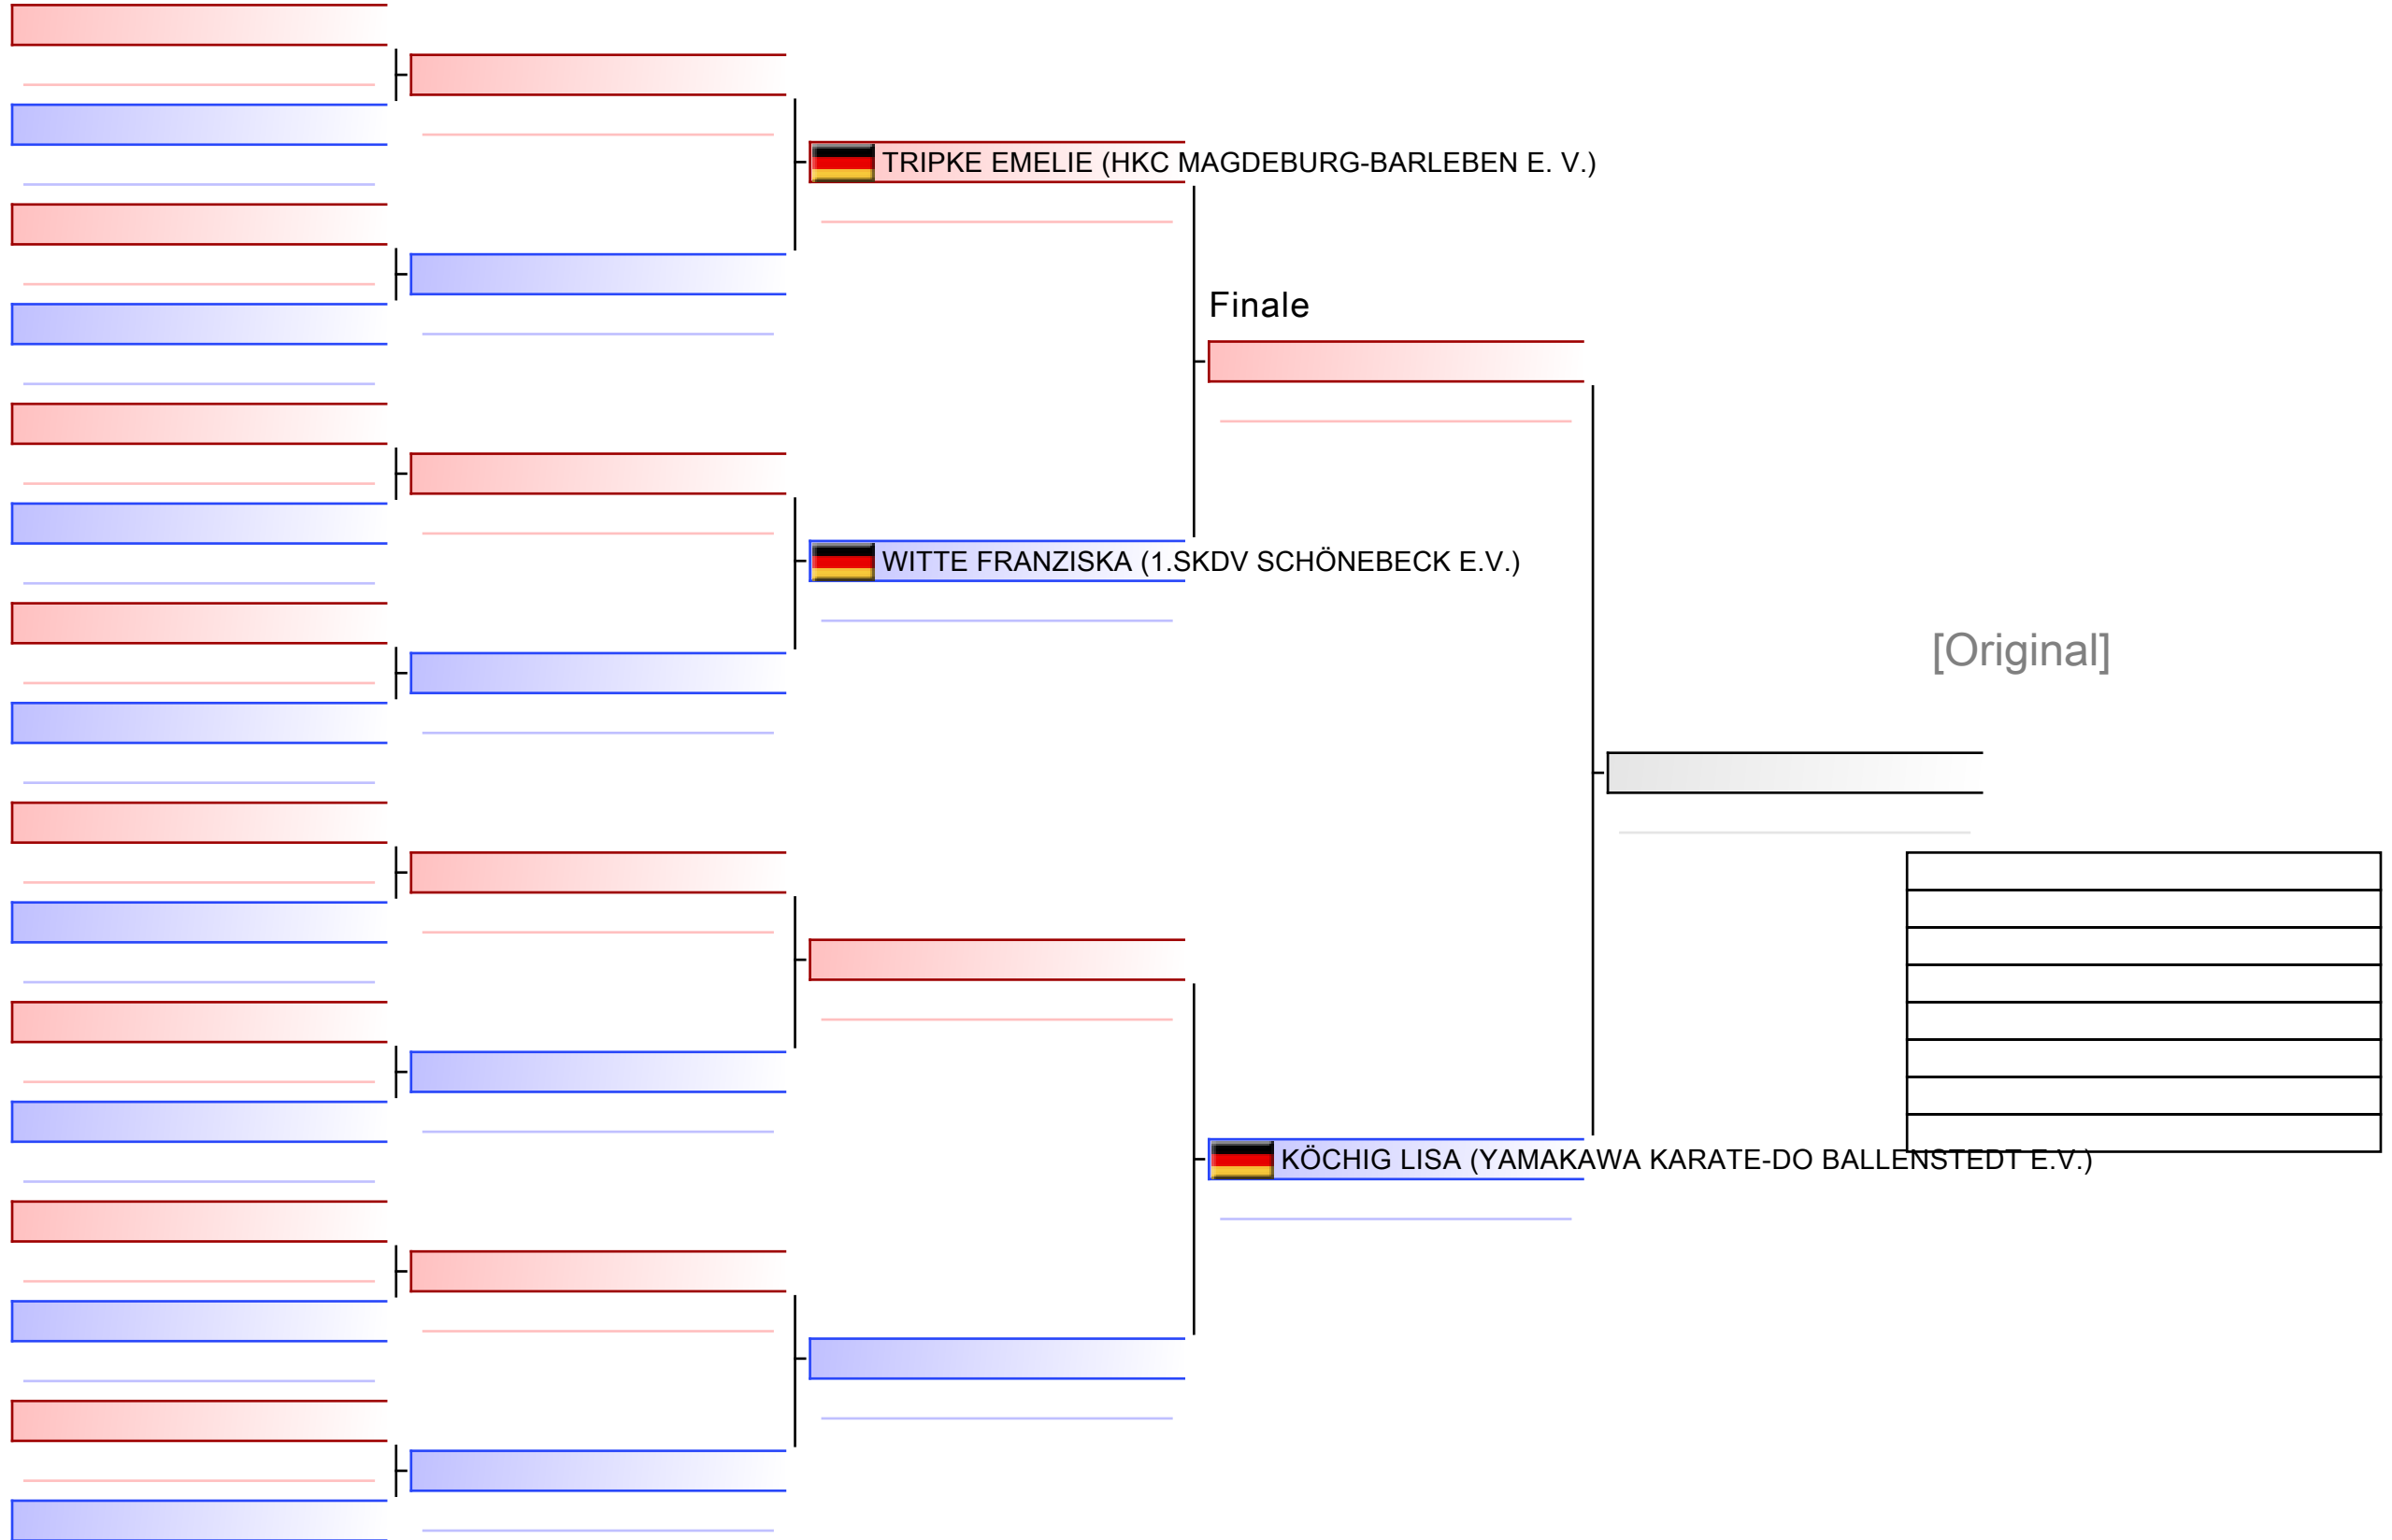 TRIPKE EMELIE (HKC MAGDEBURG-BARLEBEN E. V.)
Finale
WITTE FRANZISKA (1.SKDV SCHÖNEBECK E.V.)
[Original]
KÖCHIG LISA (YAMAKAWA KARATE-DO BALLENSTEDT E.V.)